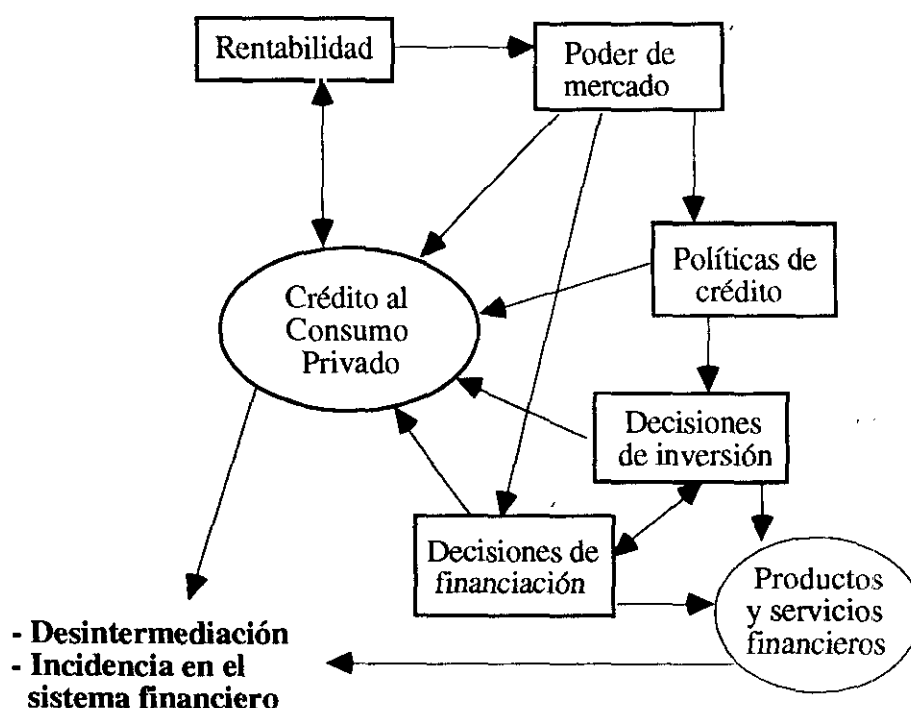 Rentabilidad
Poder de
mercado
Políticas de
crédito
Crédito al
Consumo
Privado
Decisiones
de inversión
Decisiones de
financiación
Productos
y servicios
financieros
- Desintermediación
- Incidencia en el
sistema financiero